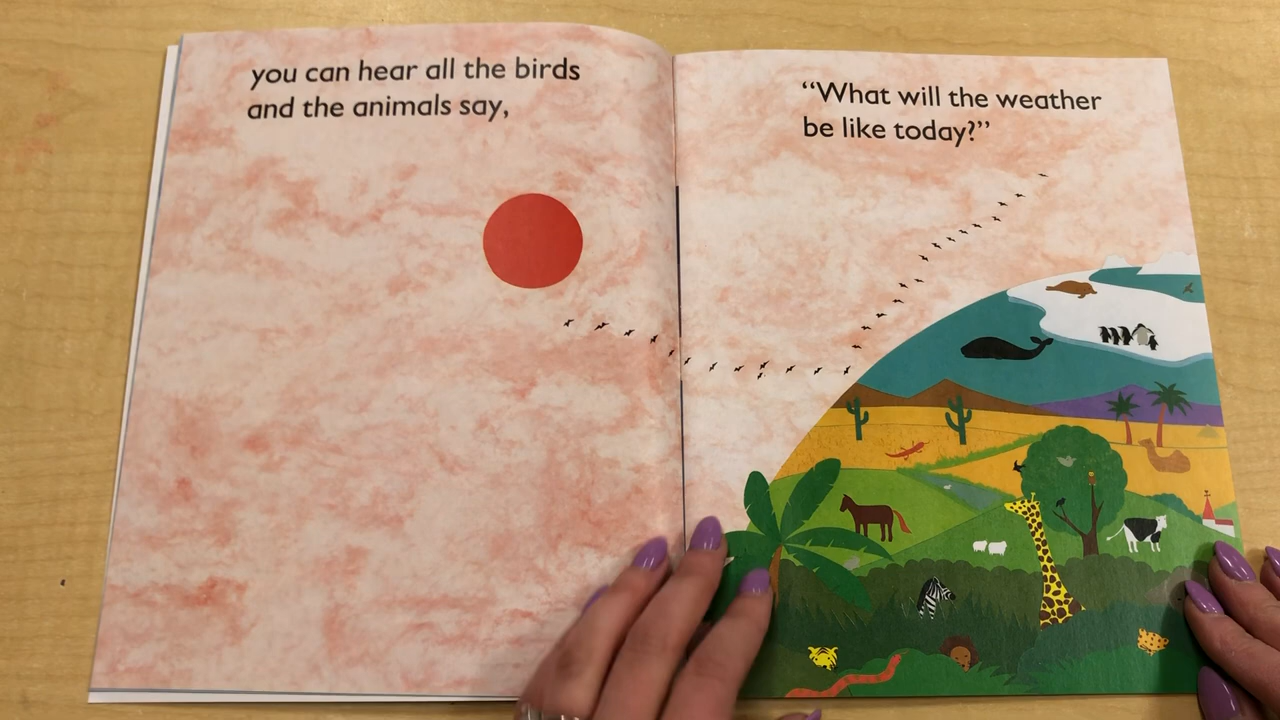 you can hear all the birds
and the animals say,
“What will the weather
be like today?”